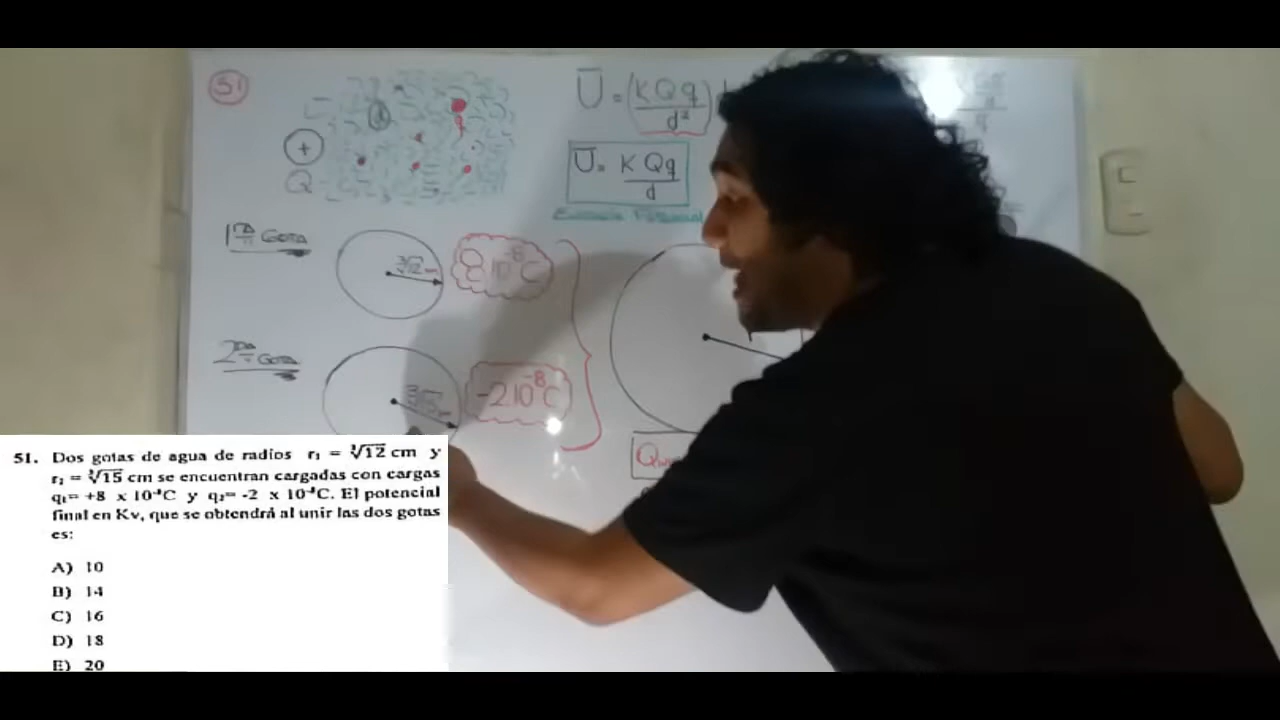 51
U = (KQq/d²)
U = KQq/d
+
Q
q
1ra Gota
∛12 cm
8 10⁻⁸C
2da Gota
-2 10⁻⁸C
51. Dos gotas de agua de radios r₁ = ∛12 cm y
r₂ = ∛15 cm se encuentran cargadas con cargas
q₁= +8 x 10⁻⁸C y q₂= -2 x 10⁻⁸C. El potencial
final en Kv, que se obtendrá al unir las dos gotas
es:
A) 10
B) 14
C) 16
D) 18
E) 20